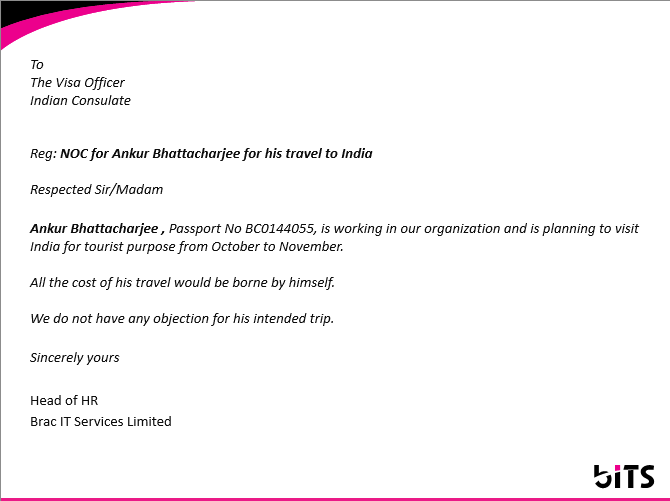 To
The Visa Officer
Indian Consulate
Reg: NOC for Ankur Bhattacharjee for his travel to India
Respected Sir/Madam
Ankur Bhattacharjee , Passport No BC0144055, is working in our organization and is planning to visit
India for tourist purpose from October to November.
All the cost of his travel would be borne by himself.
We do not have any objection for his intended trip.
Sincerely yours
Head of HR
Brac IT Services Limited
biTS